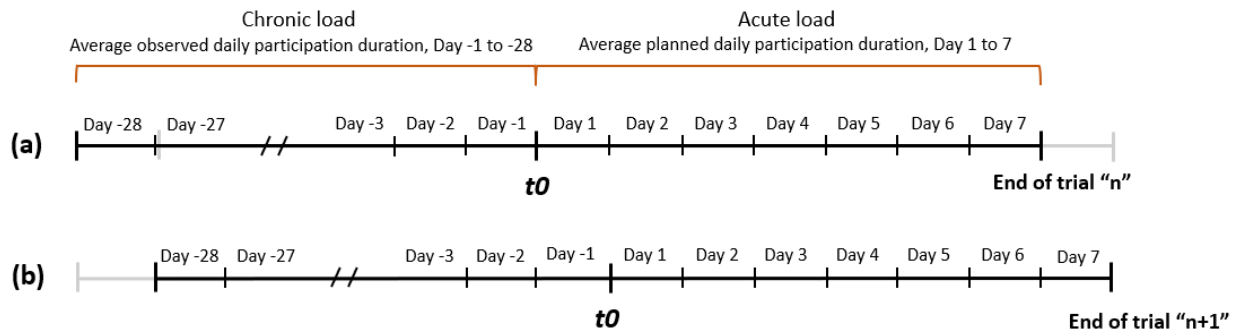 Chronic load
Acute load
Average observed daily participation duration, Day -1 to -28
Average planned daily participation duration, Day 1 to 7
(a) Day -28 Day -27 // Day -3 Day -2 Day -1 Day 1 Day 2 Day 3 Day 4 Day 5 Day 6 Day 7
t0
End of trial “n”
(b) Day -28 Day -27 // Day -3 Day -2 Day -1 Day 1 Day 2 Day 3 Day 4 Day 5 Day 6 Day 7
t0
End of trial “n+1”